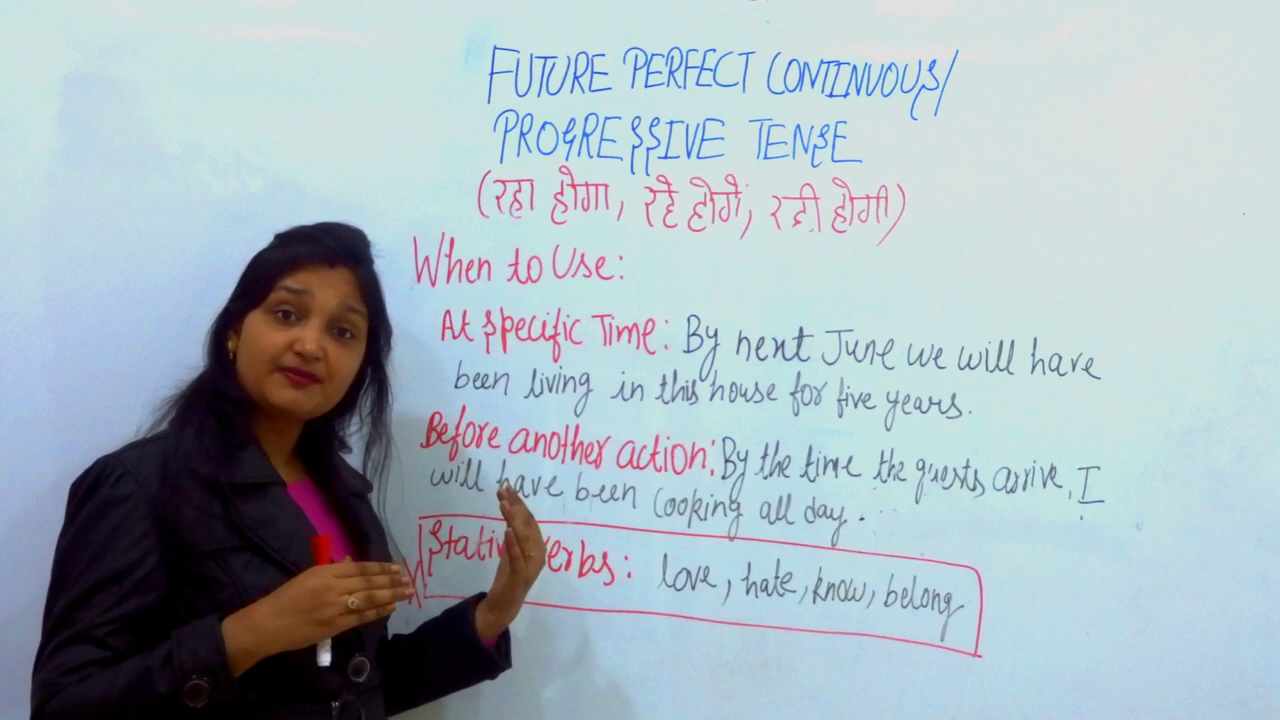 FUTURE PERFECT CONTINUOUS/
PROGRESSIVE TENSE
(रहा होगा, रहे होगें, रही होगी)
When to Use:
At Specific Time: By next June we will have
been living in this house for five years.
Before another action: By the time the guests arrive, I
will have been cooking all day.
love, hate, know, belong